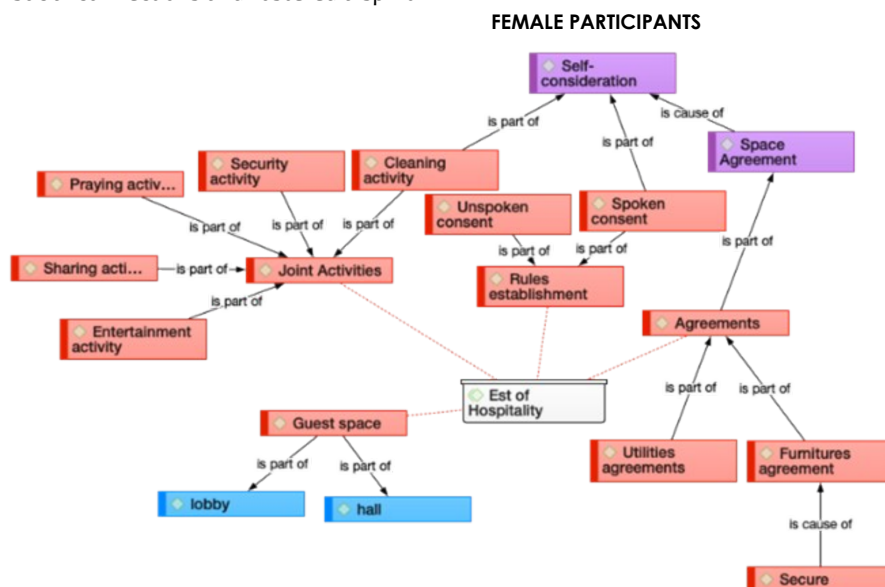 FEMALE PARTICIPANTS
Self-
consideration
is part of
is cause of
is part of
Space
Agreement
Security
activity
Cleaning
activity
Praying activ...
Unspoken
consent
Spoken
consent
is part of
is part of
is part of
is part of
is part of
is part of
Sharing acti...
is part of
Joint Activities
Rules
establishment
is part of
Entertainment
activity
Agreements
is part of
is part of
Est of
Hospitality
Guest space
is part of
is part of
Utilities
agreements
Furnitures
agreement
lobby
hall
is cause of
Secure